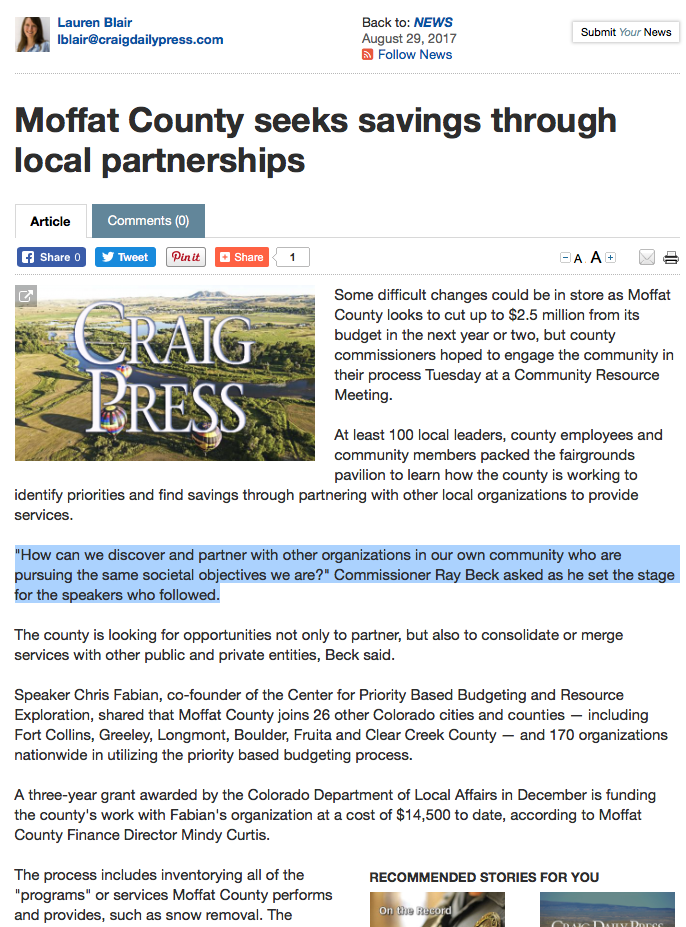 Lauren Blair
lblair@craigdailypress.com
Back to: NEWS
August 29, 2017
Follow News
Submit Your News
Moffat County seeks savings through
local partnerships
Article
Comments (0)
Share 0
Tweet
Pin it
Share
1
A A
CRAIG
PRESS
Some difficult changes could be in store as Moffat
County looks to cut up to $2.5 million from its
budget in the next year or two, but county
commissioners hoped to engage the community in
their process Tuesday at a Community Resource
Meeting.
At least 100 local leaders, county employees and
community members packed the fairgrounds
pavilion to learn how the county is working to
identify priorities and find savings through partnering with other local organizations to provide
services.
"How can we discover and partner with other organizations in our own community who are
pursuing the same societal objectives we are?" Commissioner Ray Beck asked as he set the stage
for the speakers who followed.
The county is looking for opportunities not only to partner, but also to consolidate or merge
services with other public and private entities, Beck said.
Speaker Chris Fabian, co-founder of the Center for Priority Based Budgeting and Resource
Exploration, shared that Moffat County joins 26 other Colorado cities and counties — including
Fort Collins, Greeley, Longmont, Boulder, Fruita and Clear Creek County — and 170 organizations
nationwide in utilizing the priority based budgeting process.
A three-year grant awarded by the Colorado Department of Local Affairs in December is funding
the county's work with Fabian's organization at a cost of $14,500 to date, according to Moffat
County Finance Director Mindy Curtis.
The process includes inventorying all of the
"programs" or services Moffat County performs
and provides, such as snow removal. The
RECOMMENDED STORIES FOR YOU
On the Record
CRAIG DAILY PRESS